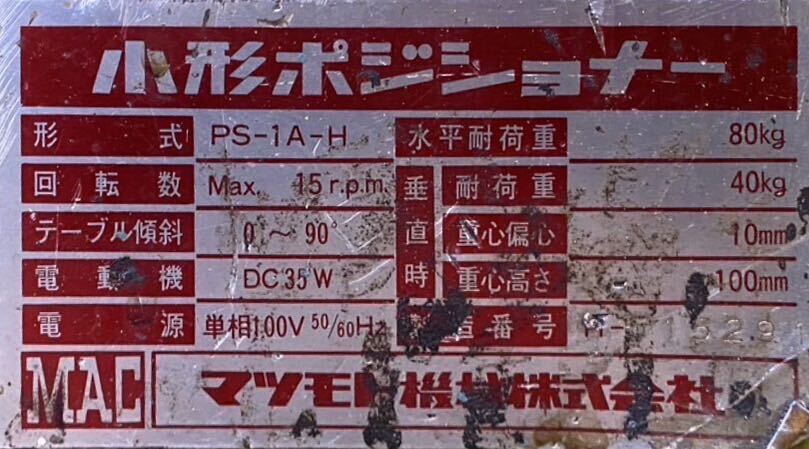 小形ポジショナー
形式 PS-1A-H 水平耐荷重 80kg
回転数 Max. 15r.p.m. 垂直時 耐荷重 40kg
テーブル傾斜 0〜90° 重心偏心 10mm
電動機 DC35W 重心高さ 100mm
電源 単相100V 50/60Hz 番号
MAC マツモト機械株式会社